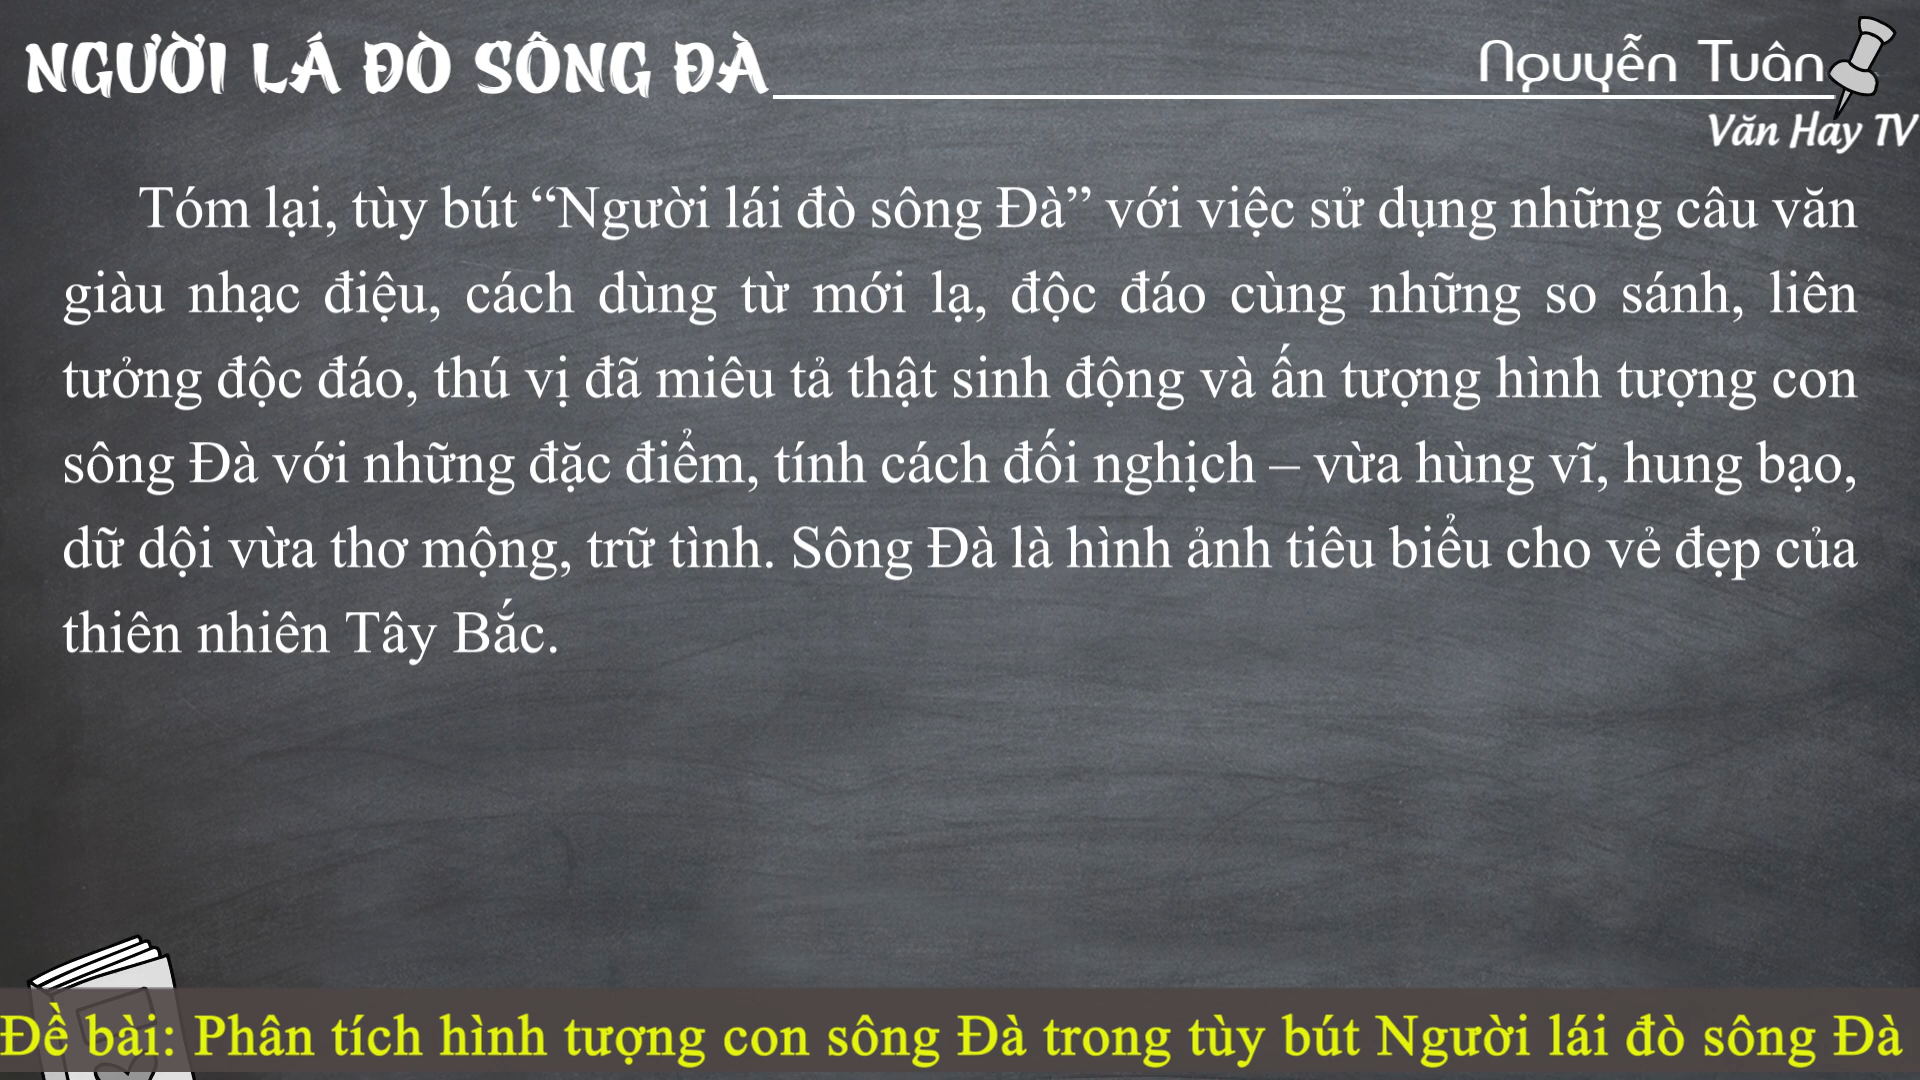 NGƯỜI LÁ ĐÒ SÔNG ĐÀ
Nguyễn Tuân
Văn Hay TV
Tóm lại, tùy bút “Người lái đò sông Đà” với việc sử dụng những câu văn
giàu nhạc điệu, cách dùng từ mới lạ, độc đáo cùng những so sánh, liên
tưởng độc đáo, thú vị đã miêu tả thật sinh động và ấn tượng hình tượng con
sông Đà với những đặc điểm, tính cách đối nghịch – vừa hùng vĩ, hung bạo,
dữ dội vừa thơ mộng, trữ tình. Sông Đà là hình ảnh tiêu biểu cho vẻ đẹp của
thiên nhiên Tây Bắc.
Đề bài: Phân tích hình tượng con sông Đà trong tùy bút Người lái đò sông Đà